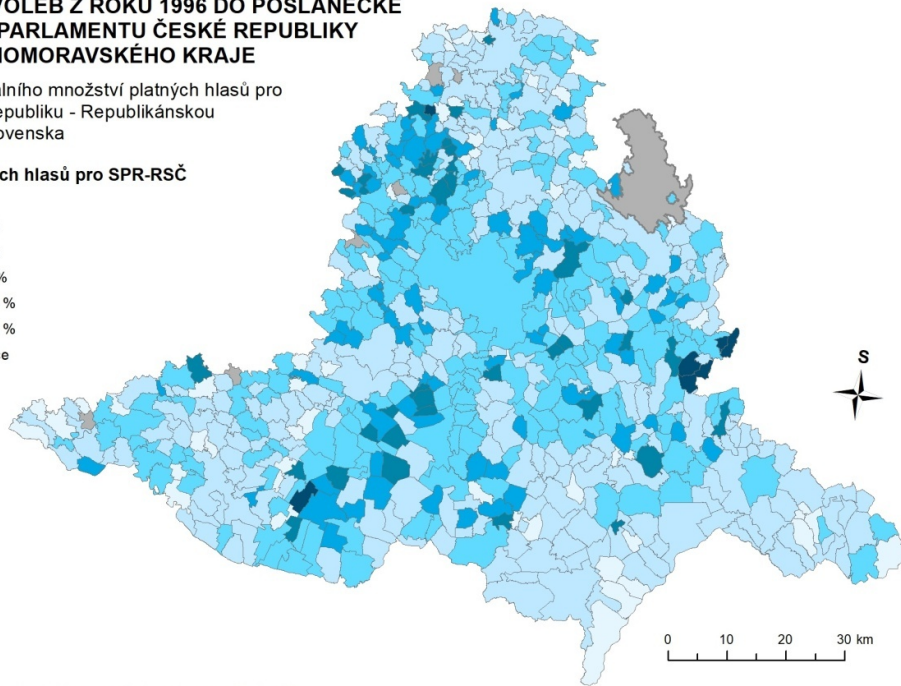 VOLEB Z ROKU 1996 DO POSLANECKÉ
PARLAMENTU ČESKÉ REPUBLIKY
HOMORAVSKÉHO KRAJE
álního množství platných hlasů pro
epubliku - Republikánskou
ovenska
ch hlasů pro SPR-RSČ
%
%
%
e
S
0 10 20 30 km